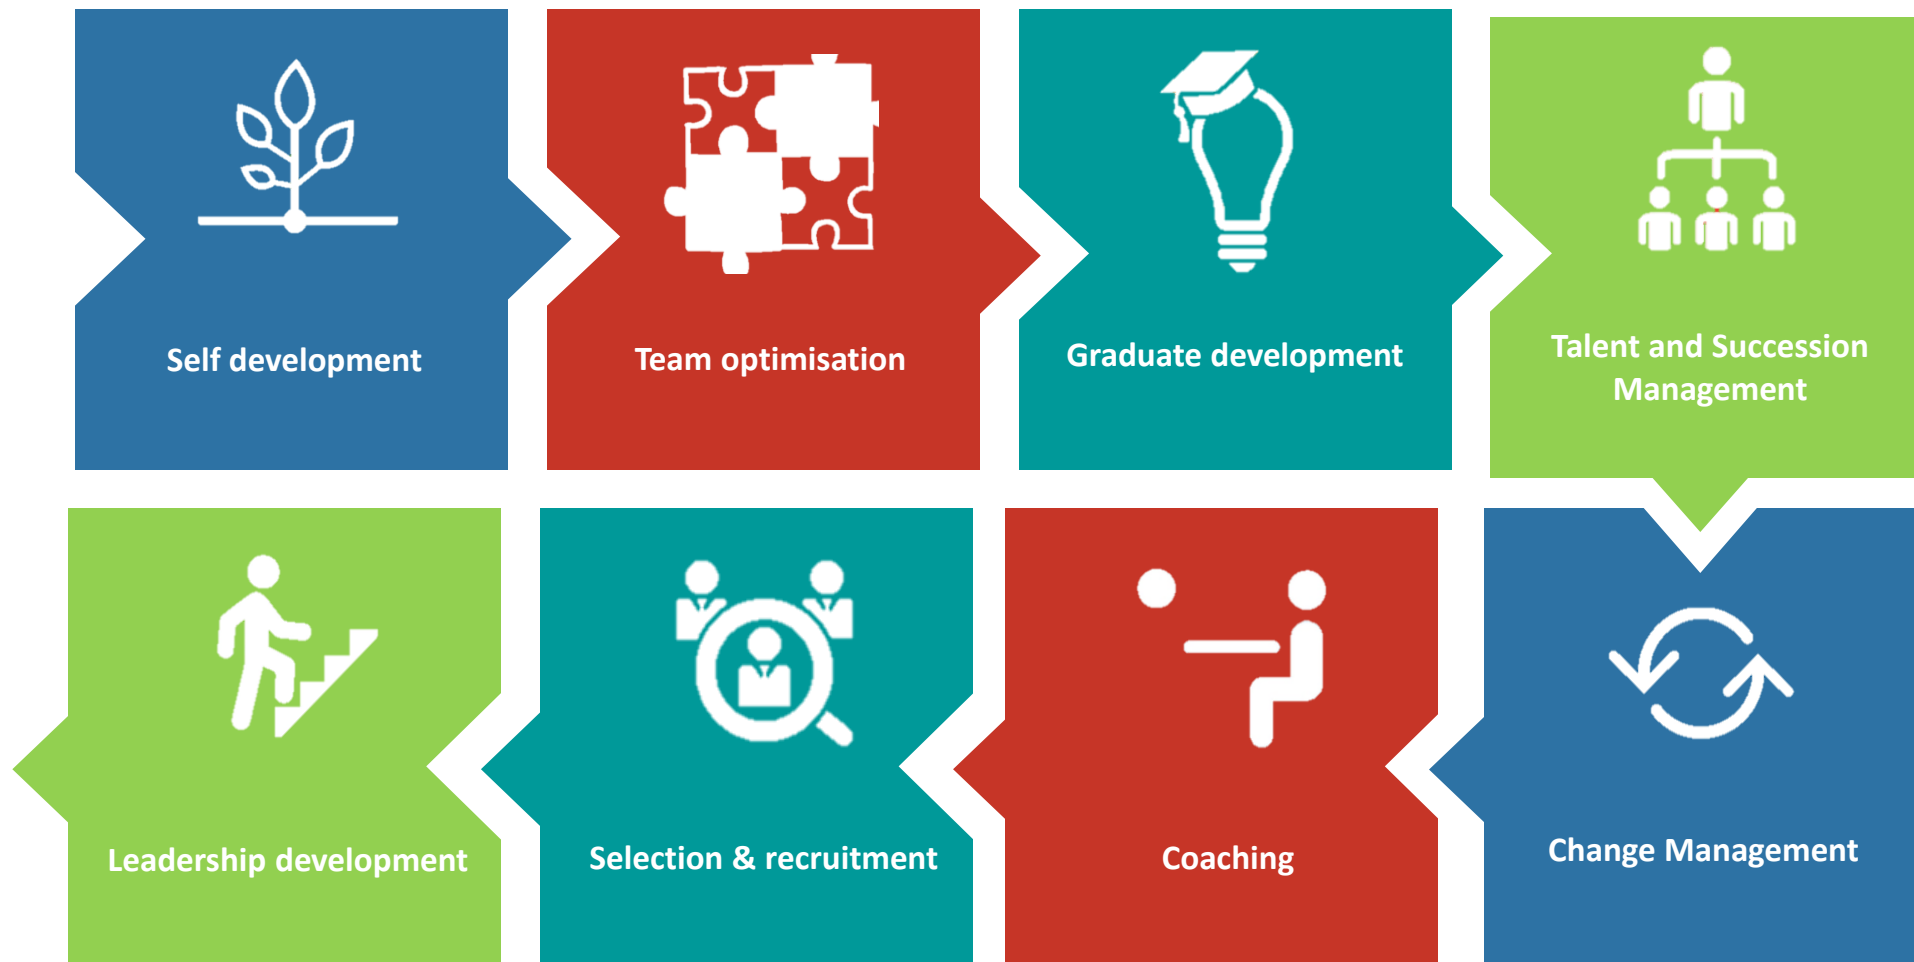 Self development
Team optimisation
Graduate development
Talent and Succession
Management
Leadership development
Selection & recruitment
Coaching
Change Management